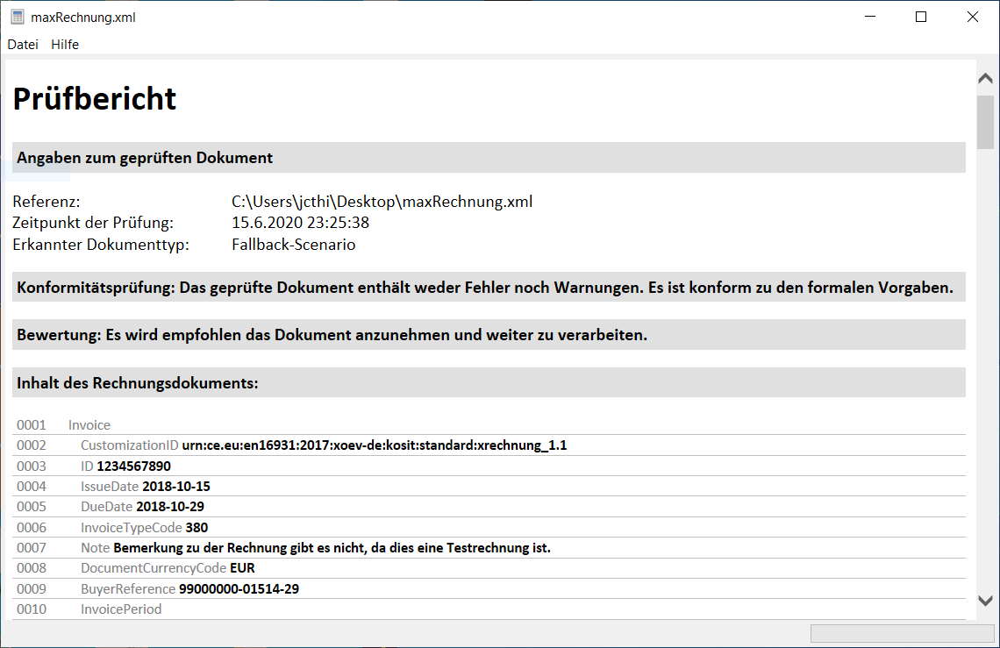 maxRechnung.xml
Datei Hilfe
Prüfbericht
Angaben zum geprüften Dokument
Referenz: C:\Users\jcthi\Desktop\maxRechnung.xml
Zeitpunkt der Prüfung: 15.6.2020 23:25:38
Erkannter Dokumenttyp: Fallback-Scenario
Konformitätsprüfung: Das geprüfte Dokument enthält weder Fehler noch Warnungen. Es ist konform zu den formalen Vorgaben.
Bewertung: Es wird empfohlen das Dokument anzunehmen und weiter zu verarbeiten.
Inhalt des Rechnungsdokuments:
0001 Invoice
0002 CustomizationID urn:ce.eu:en16931:2017:xoev-de:kosit:standard:xrechnung_1.1
0003 ID 1234567890
0004 IssueDate 2018-10-15
0005 DueDate 2018-10-29
0006 InvoiceTypeCode 380
0007 Note Bemerkung zu der Rechnung gibt es nicht, da dies eine Testrechnung ist.
0008 DocumentCurrencyCode EUR
0009 BuyerReference 99000000-01514-29
0010 InvoicePeriod